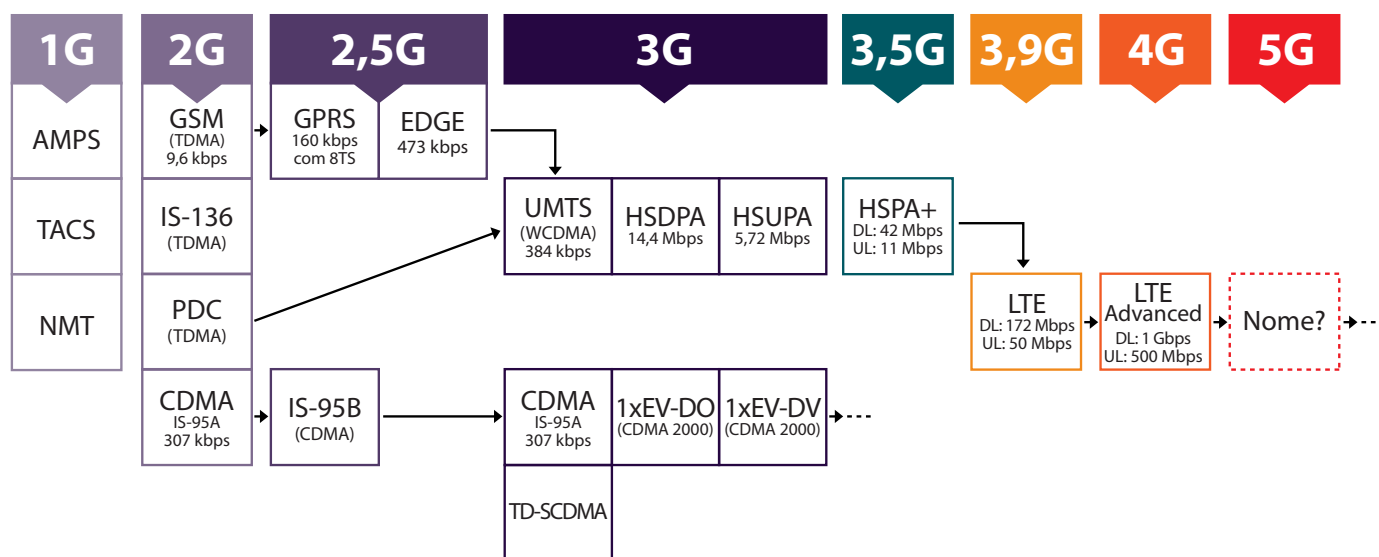 1G
2G
2,5G
3G
3,5G
3,9G
4G
5G
AMPS
TACS
NMT
GSM
(TDMA)
9,6 kbps
IS-136
(TDMA)
PDC
(TDMA)
CDMA
IS-95A
307 kbps
GPRS
160 kbps
com 8TS
EDGE
473 kbps
IS-95B
(CDMA)
UMTS
(WCDMA)
384 kbps
HSDPA
14,4 Mbps
HSUPA
5,72 Mbps
CDMA
IS-95A
307 kbps
1xEV-DO
(CDMA 2000)
1xEV-DV
(CDMA 2000)
TD-SCDMA
HSPA+
DL: 42 Mbps
UL: 11 Mbps
LTE
DL: 172 Mbps
UL: 50 Mbps
LTE
Advanced
DL: 1 Gbps
UL: 500 Mbps
Nome?